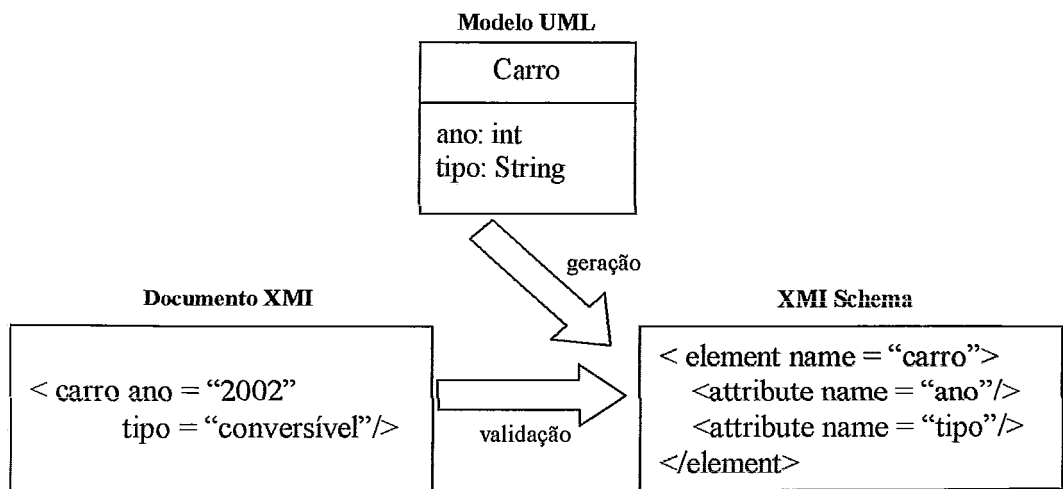 Modelo UML
Carro
ano: int
tipo: String
geração
Documento XMI
< carro ano = “2002”
tipo = “conversível”/>
validação
XMI Schema
< element name = “carro”>
<attribute name = “ano”/>
<attribute name = “tipo”/>
</element>